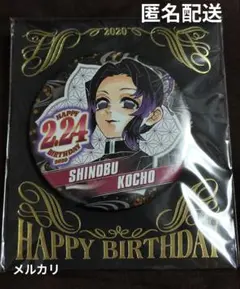 匿名配送
2020
HAPPY
2.24
BIRTHDAY
SHINOBU
KOCHO
HAPPY BIRTHDAY
メルカリ